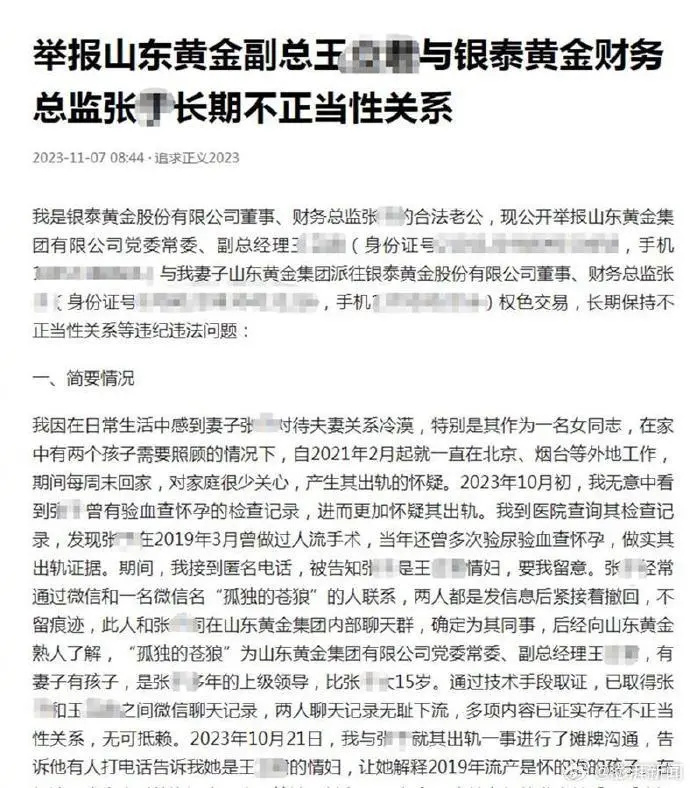 举报山东黄金副总王与银泰黄金财务
总监张长期不正当性关系
2023-11-07 08:44 · 追求正义2023
我是银泰黄金股份有限公司董事、财务总监张的合法老公，现公开举报山东黄金集
团有限公司党委常委、副总经理王（身份证号，手机
1）与我妻子山东黄金集团派往银泰黄金股份有限公司董事、财务总监张
（身份证号，手机1）权色交易，长期保持不
正当性关系等违纪违法问题：
一、简要情况
我因在日常生活中感到妻子张对待夫妻关系冷漠，特别是其作为一名女同志，在家
中有两个孩子需要照顾的情况下，自2021年2月起就一直在北京、烟台等外地工作，
期间每周末回家，对家庭很少关心，产生其出轨的怀疑。2023年10月初，我无意中看
到张曾有验血查怀孕的检查记录，进而更加怀疑其出轨。我到医院查询其检查记
录，发现张在2019年3月曾做过人流手术，当年还曾多次验尿验血查怀孕，做实其
出轨证据。期间，我接到匿名电话，被告知张是王情妇，要我留意。张经常
通过微信和一名微信名“孤独的苍狼”的人联系，两人都是发信息后紧接着撤回，不
留痕迹，此人和张同在山东黄金集团内部聊天群，确定为其同事，后经向山东黄金
熟人了解，“孤独的苍狼”为山东黄金集团有限公司党委常委、副总经理王，有
妻子有孩子，是张多年的上级领导，比张大15岁。通过技术手段取证，已取得张
和王之间微信聊天记录，两人聊天记录无耻下流，多项内容已证实存在不正当
性关系，无可抵赖。2023年10月21日，我与张就其出轨一事进行了摊牌沟通，告
诉他有人打电话告诉我她是王的情妇，让她解释2019年流产是怀的谁的孩子。在
@澎湃新闻